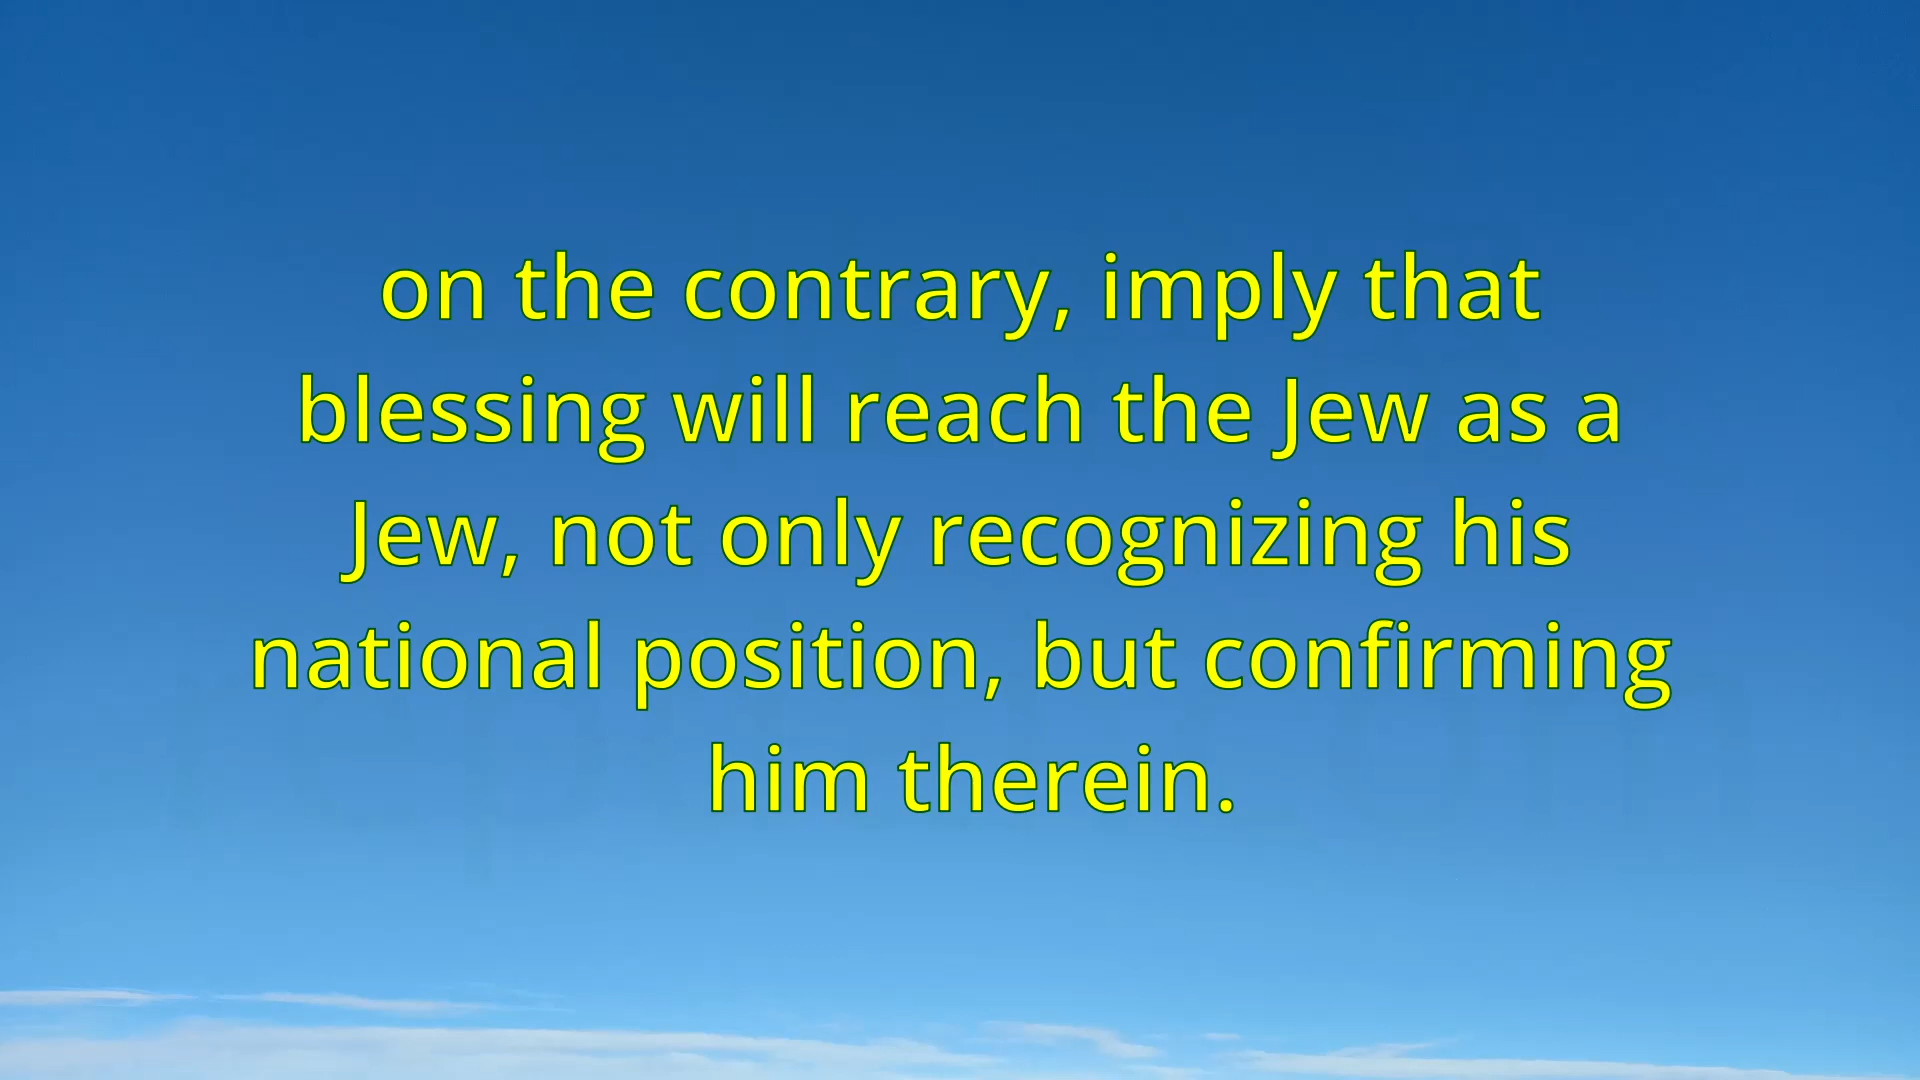 on the contrary, imply that
blessing will reach the Jew as a
Jew, not only recognizing his
national position, but confirming
him therein.